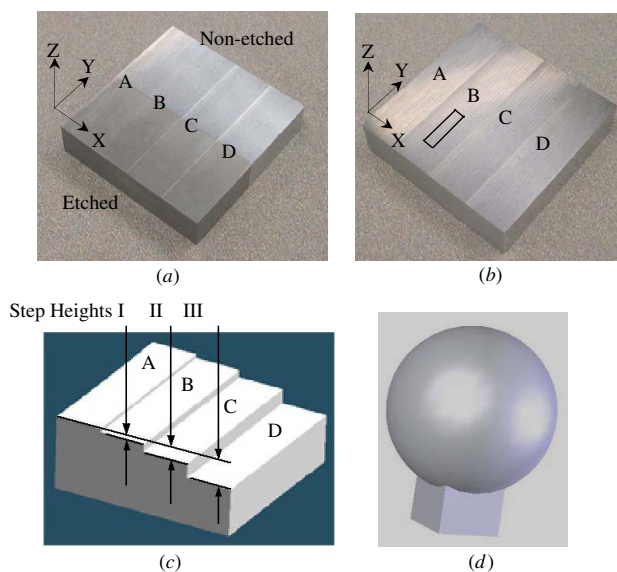 Non-etched
Z
Y
A
B
C
X
D
Etched
(a)
Z
Y
A
B
C
X
D
(b)
Step Heights I II III
A
B
C
D
(c)
(d)